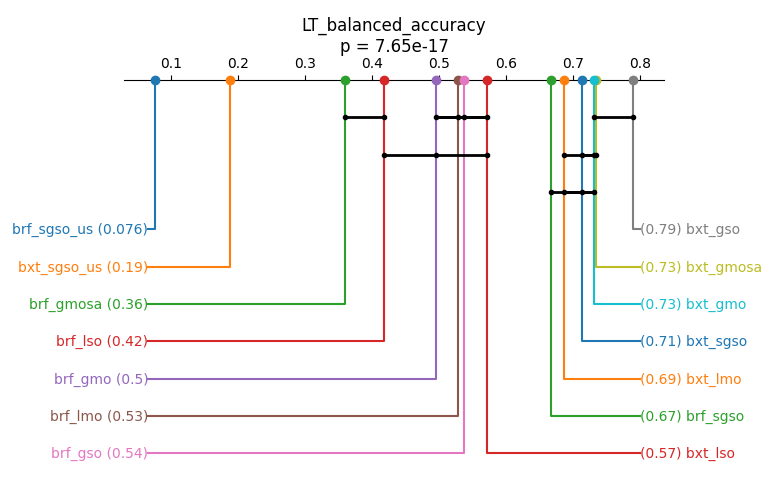 LT_balanced_accuracy
p = 7.65e-17
0.1 0.2 0.3 0.4 0.5 0.6 0.7 0.8
brf_sgso_us (0.076) (0.79) bxt_gso
bxt_sgso_us (0.19) (0.73) bxt_gmosa
brf_gmosa (0.36) (0.73) bxt_gmo
brf_lso (0.42) (0.71) bxt_sgso
brf_gmo (0.5) (0.69) bxt_lmo
brf_lmo (0.53) (0.67) brf_sgso
brf_gso (0.54) (0.57) bxt_lso